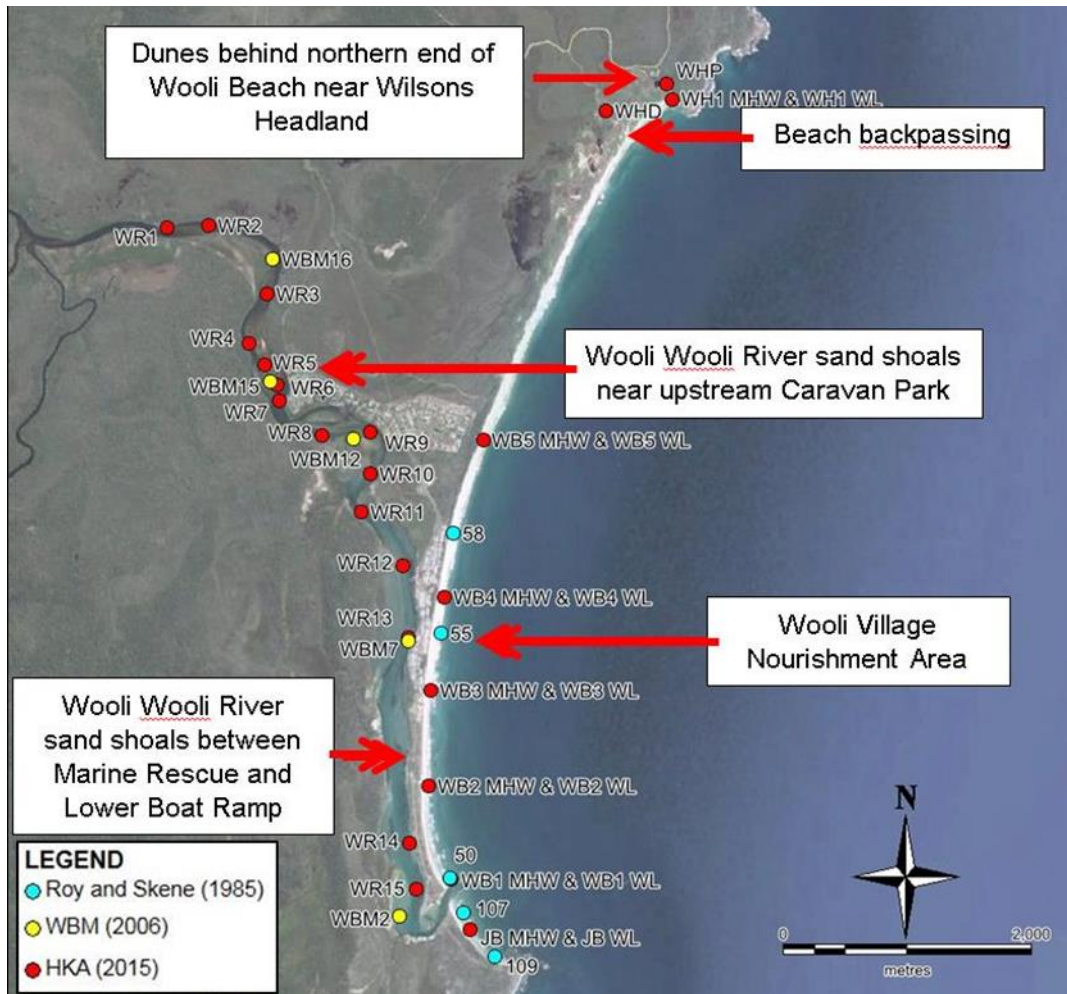 Dunes behind northern end of
Wooli Beach near Wilsons
Headland
WHP
WH1 MHW & WH1 WL
WHD
Beach backpassing
WR1
WR2
WBM16
WR3
WR4
WR5
Wooli Wooli River sand shoals
near upstream Caravan Park
WBM15
WR6
WR7
WR8
WR9
WBM12
WB5 MHW & WB5 WL
WR10
WR11
58
WR12
WB4 MHW & WB4 WL
WR13
55
WBM7
Wooli Village
Nourishment Area
WB3 MHW & WB3 WL
Wooli Wooli River
sand shoals between
Marine Rescue and
Lower Boat Ramp
WB2 MHW & WB2 WL
N
WR14
50
WB1 MHW & WB1 WL
WR15
107
WBM2
JB MHW & JB WL
109
LEGEND
Roy and Skene (1985)
WBM (2006)
HKA (2015)
0
2,000
metres